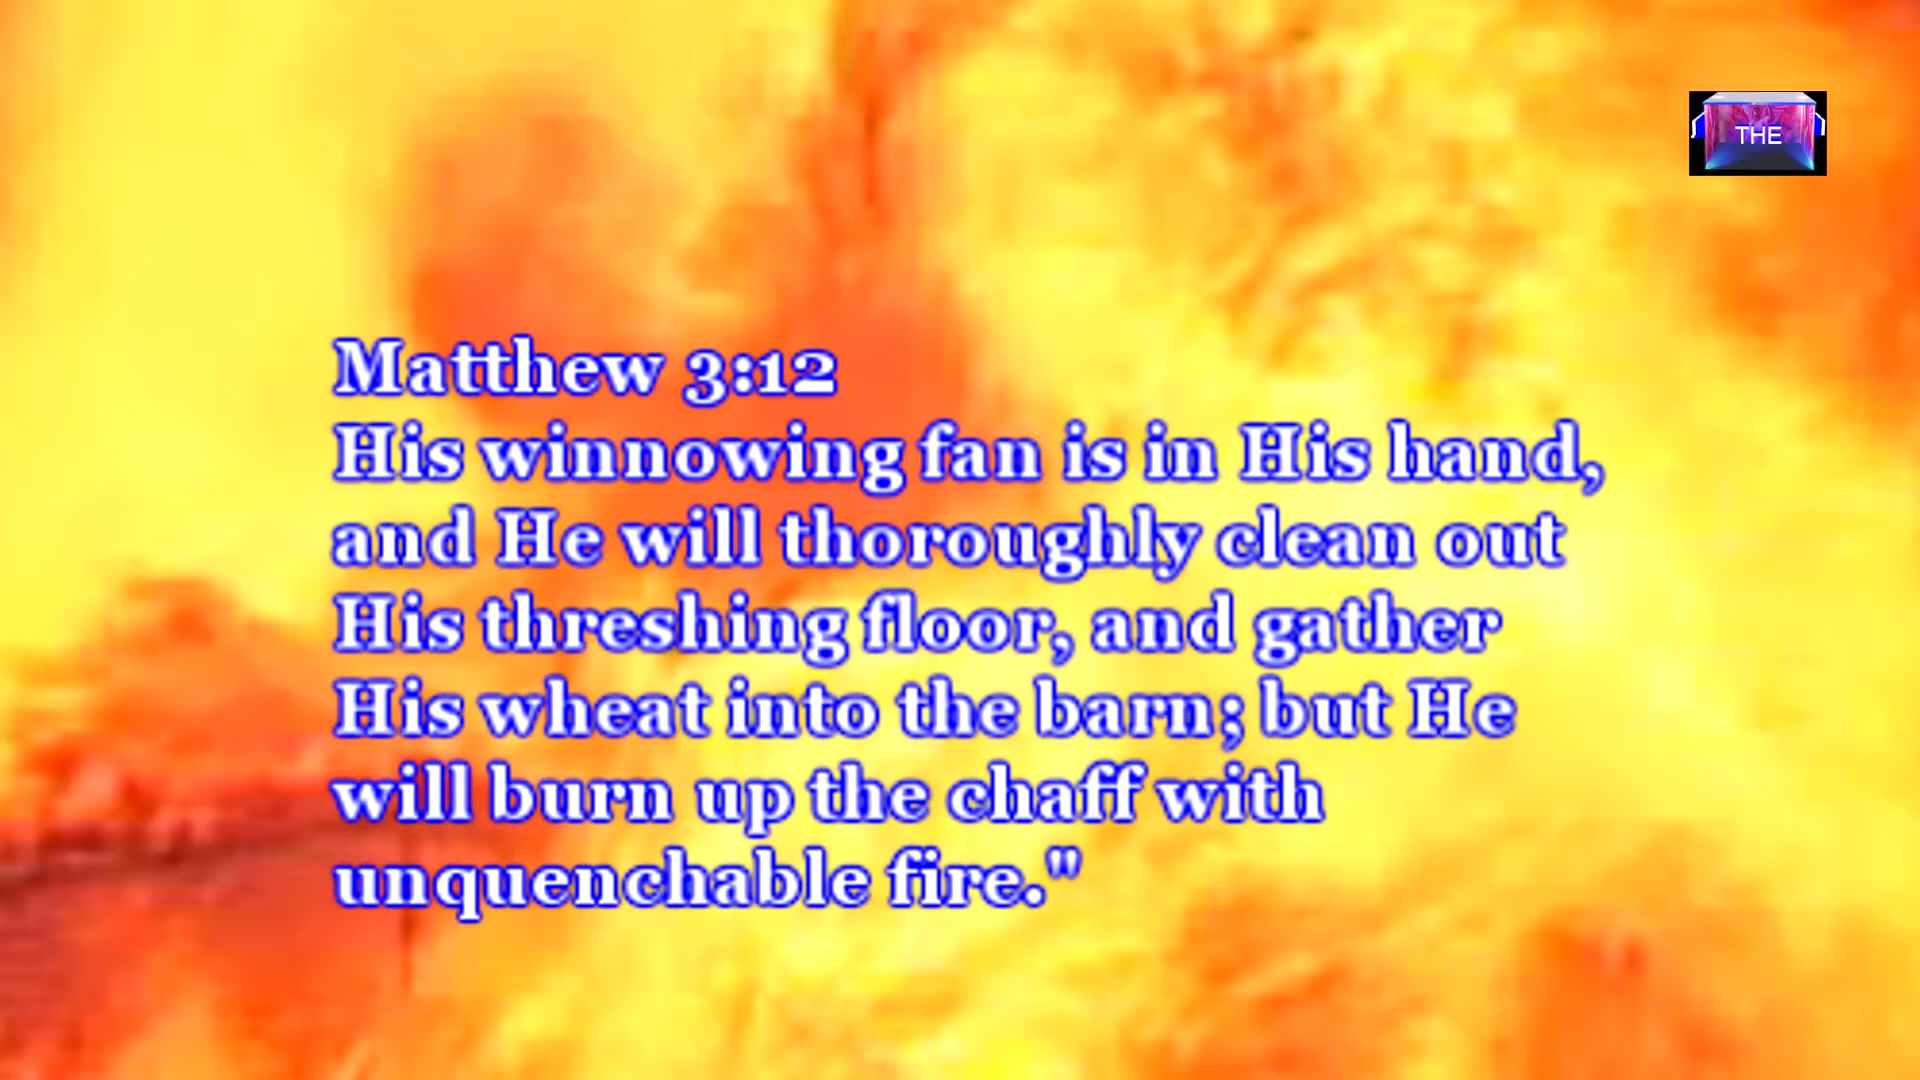 THE
Matthew 3:12
His winnowing fan is in His hand,
and He will thoroughly clean out
His threshing floor, and gather
His wheat into the barn; but He
will burn up the chaff with
unquenchable fire."